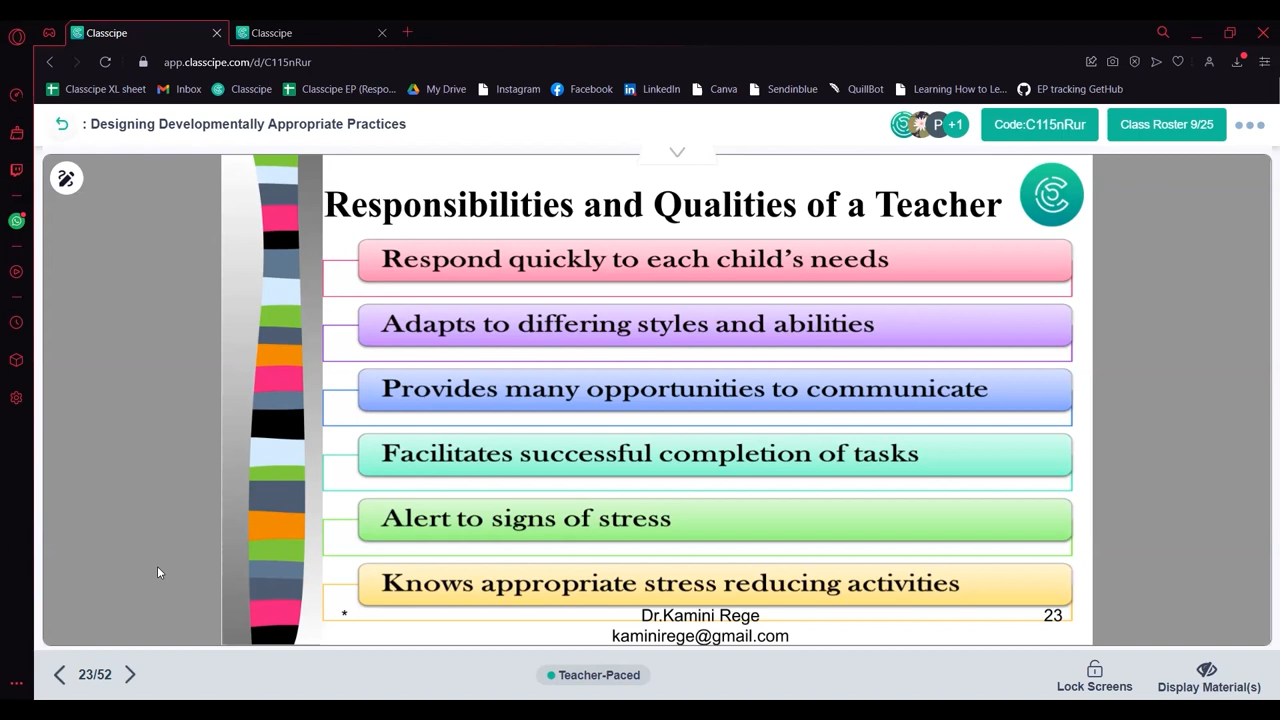 Classcipe
Classcipe
app.classcipe.com/d/C115nRur
Classcipe XL sheet
Inbox
Classcipe
Classcipe EP (Respo...
My Drive
Instagram
Facebook
LinkedIn
Canva
Sendinblue
QuillBot
Learning How to Le...
EP tracking GetHub
: Designing Developmentally Appropriate Practices
P
+1
Code:C115nRur
Class Roster 9/25
Responsibilities and Qualities of a Teacher
Respond quickly to each child's needs
Adapts to differing styles and abilities
Provides many opportunities to communicate
Facilitates successful completion of tasks
Alert to signs of stress
Knows appropriate stress reducing activities
*
Dr.Kamini Rege
23
kaminirege@gmail.com
23/52
Teacher-Paced
Lock Screens
Display Material(s)